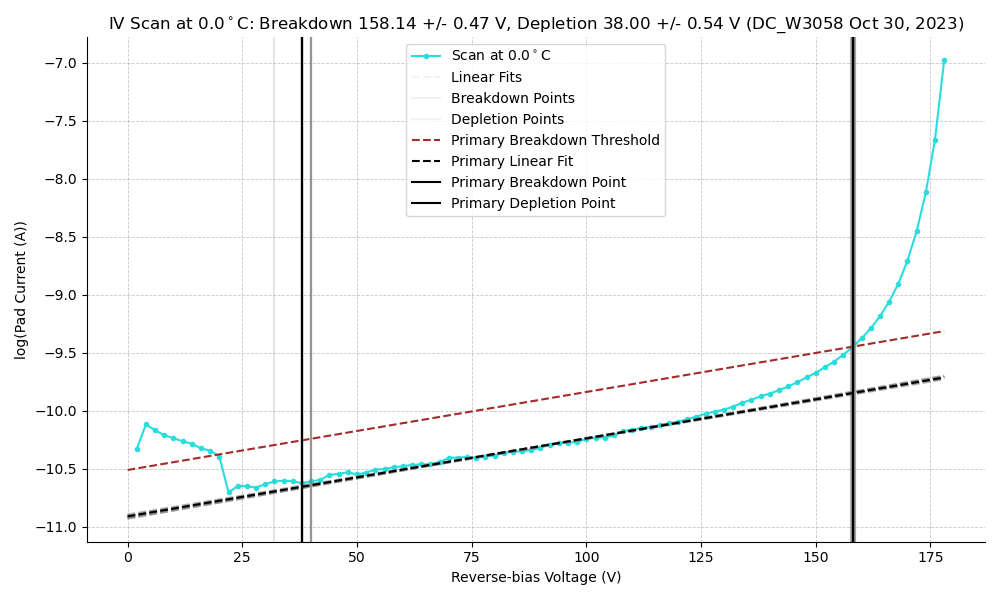 IV Scan at 0.0°C: Breakdown 158.14 +/- 0.47 V, Depletion 38.00 +/- 0.54 V (DC_W3058 Oct 30, 2023)
Scan at 0.0°C
Linear Fits
Breakdown Points
Depletion Points
Primary Breakdown Threshold
Primary Linear Fit
Primary Breakdown Point
Primary Depletion Point
log(Pad Current (A))
−7.0
−7.5
−8.0
−8.5
−9.0
−9.5
−10.0
−10.5
−11.0
0
25
50
75
100
125
150
175
Reverse-bias Voltage (V)